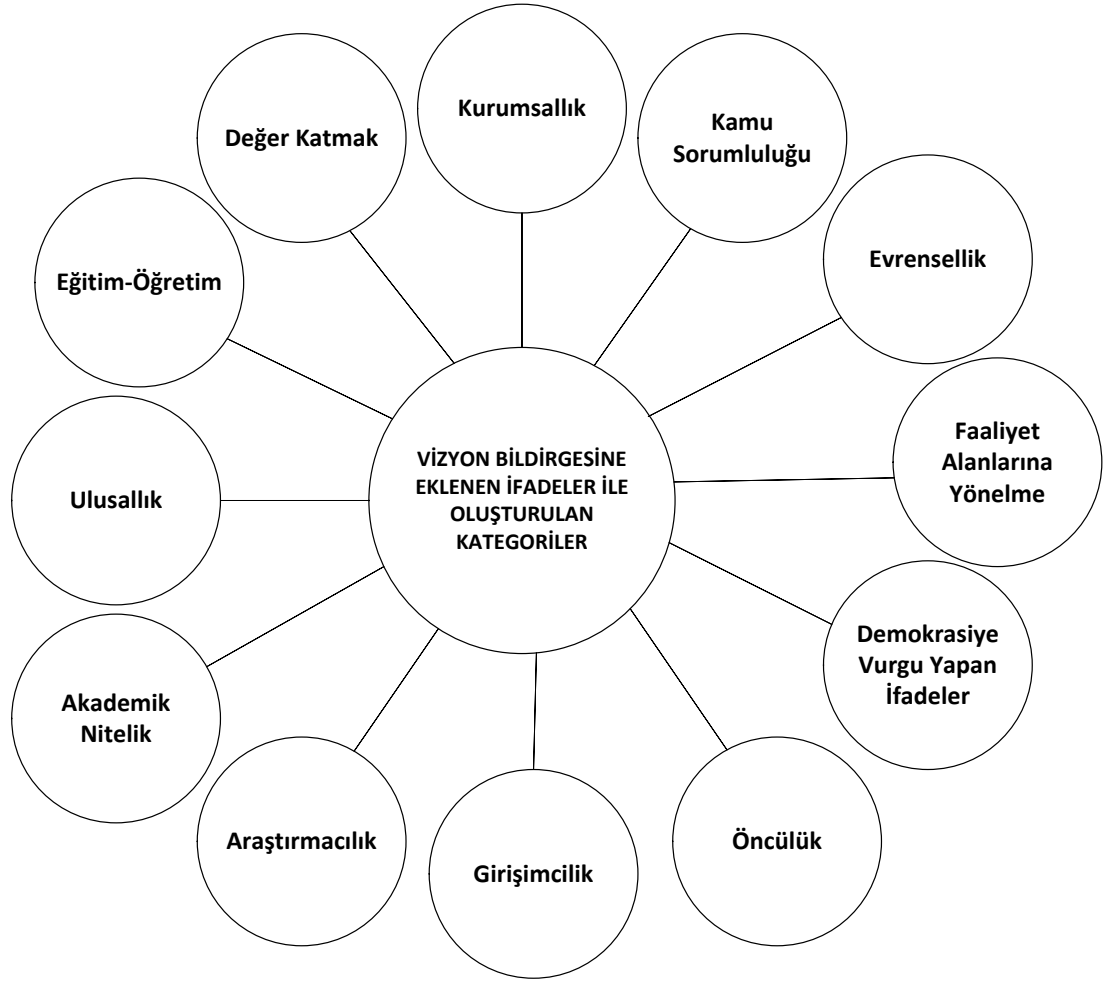 Kurumsallık
Kamu
Sorumluluğu
Evrensellik
Faaliyet
Alanlarına
Yönelme
Demokrasiye
Vurgu Yapan
İfadeler
Öncülük
Girişimcilik
Araştırmacılık
Akademik
Nitelik
Ulusallık
Eğitim-Öğretim
Değer Katmak
VİZYON BİLDİRGESİNE
EKLENEN İFADELER İLE
OLUŞTURULAN
KATEGORİLER